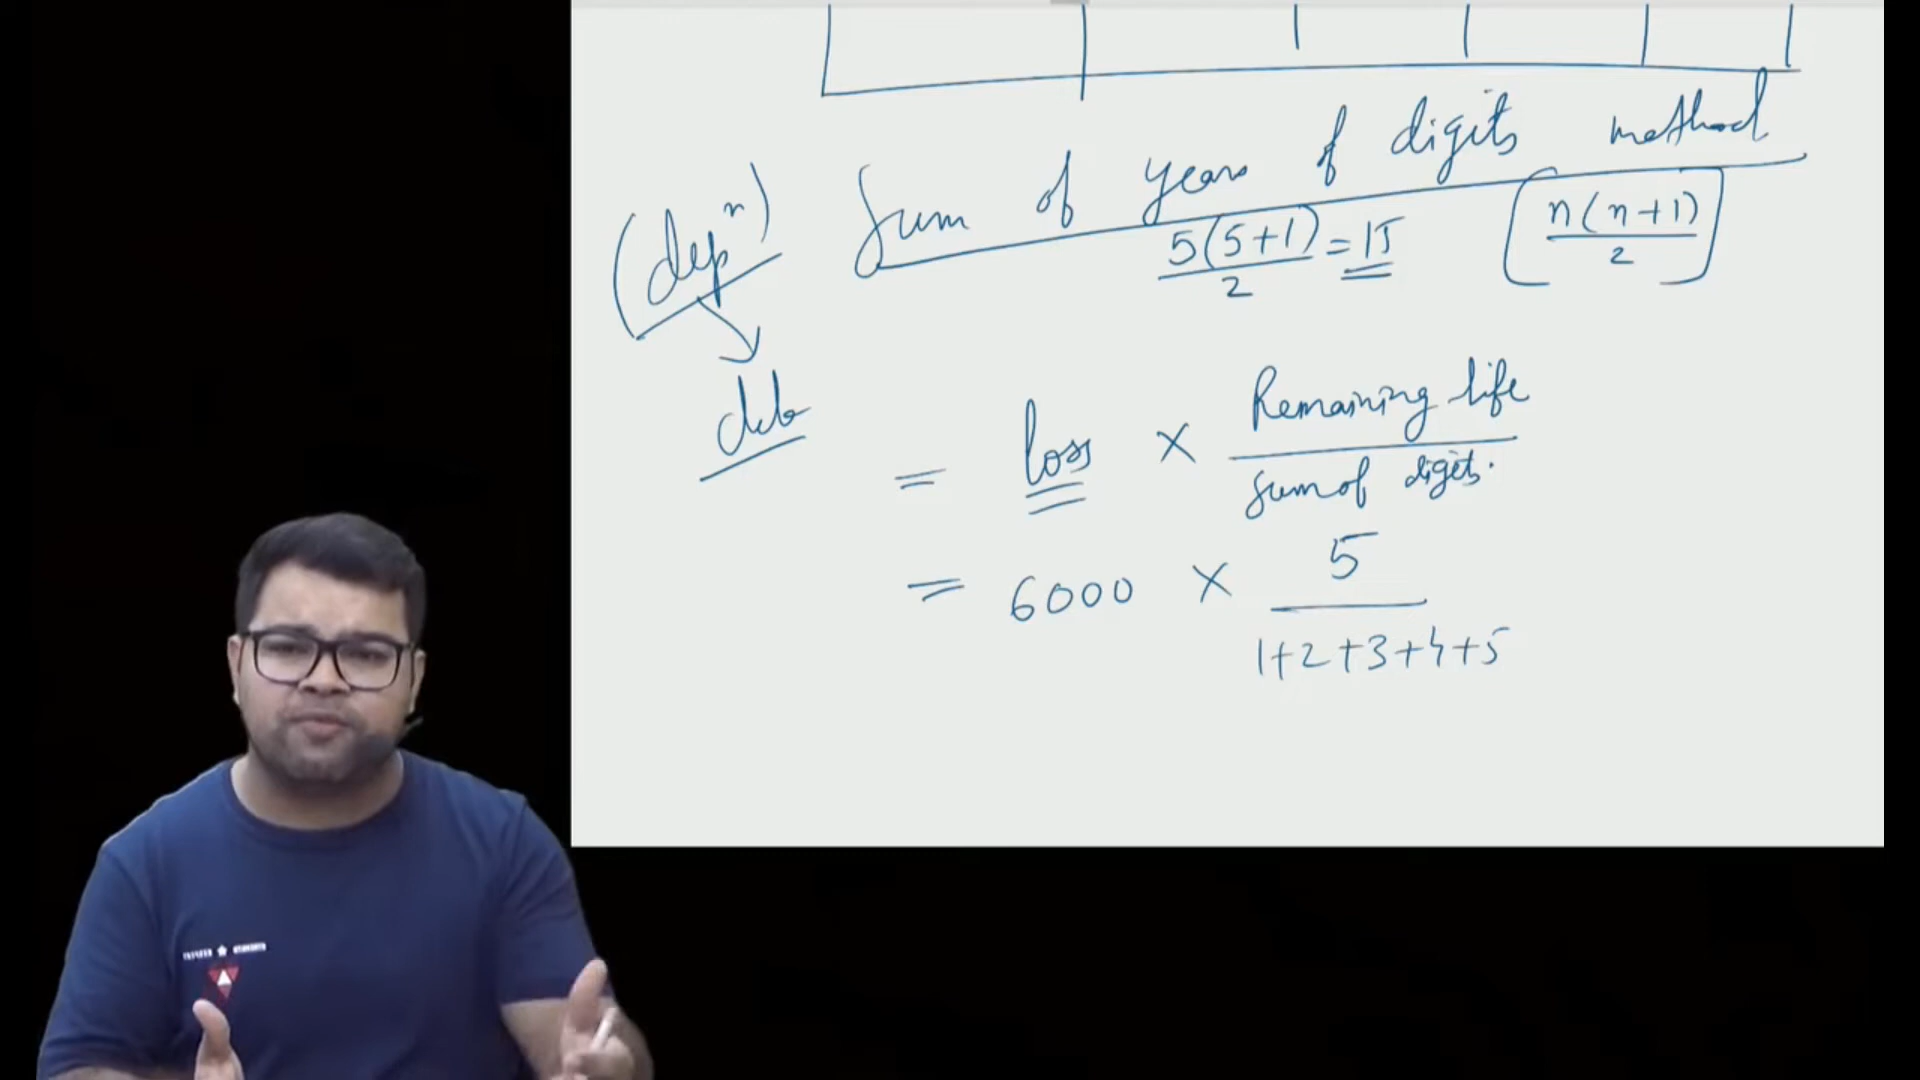 Sum of years of digits method
(depⁿ)
5(5+1)/2 = 15
[n(n+1)/2]
deb
= loss × Remaining life / sum of digits.
= 6000 × 5 / 1+2+3+4+5